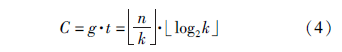 C = g·t = ⌊n/k⌋·⌊log₂k⌋ (4)